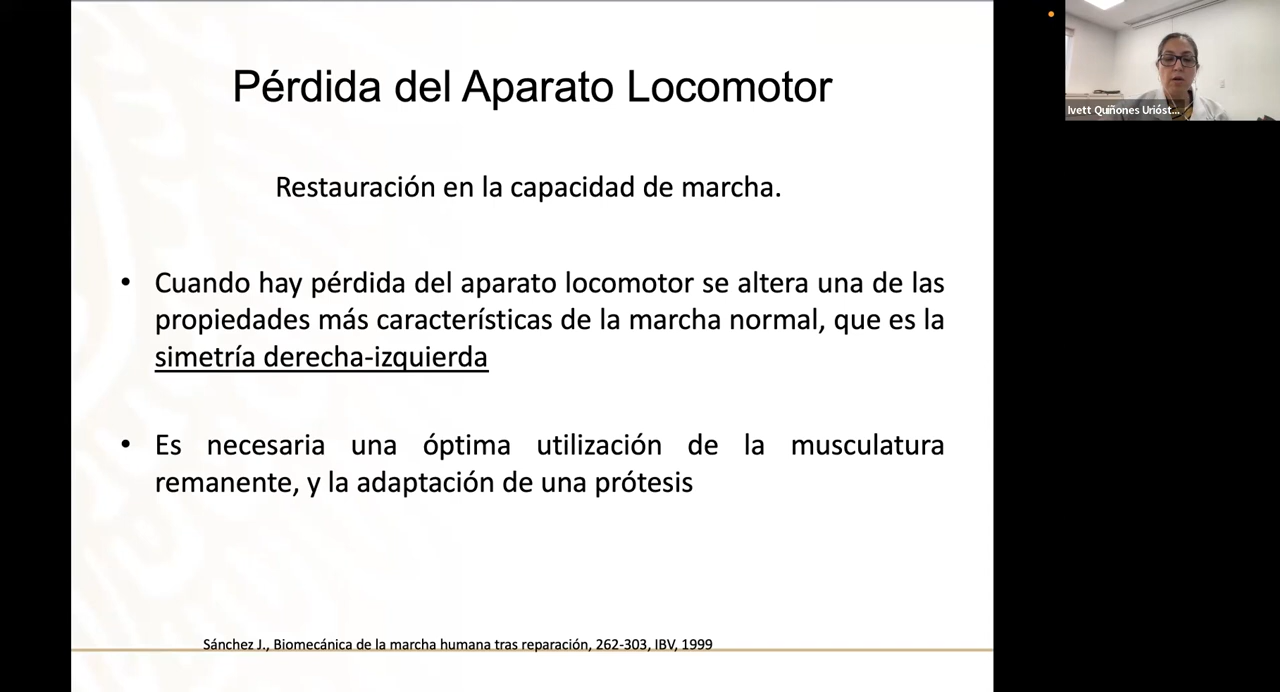 Pérdida del Aparato Locomotor
Ivett Quiñones Urióst...
Restauración en la capacidad de marcha.
• Cuando hay pérdida del aparato locomotor se altera una de las
propiedades más características de la marcha normal, que es la
simetría derecha-izquierda
• Es necesaria una óptima utilización de la musculatura
remanente, y la adaptación de una prótesis
Sánchez J., Biomecánica de la marcha humana tras reparación, 262-303, IBV, 1999